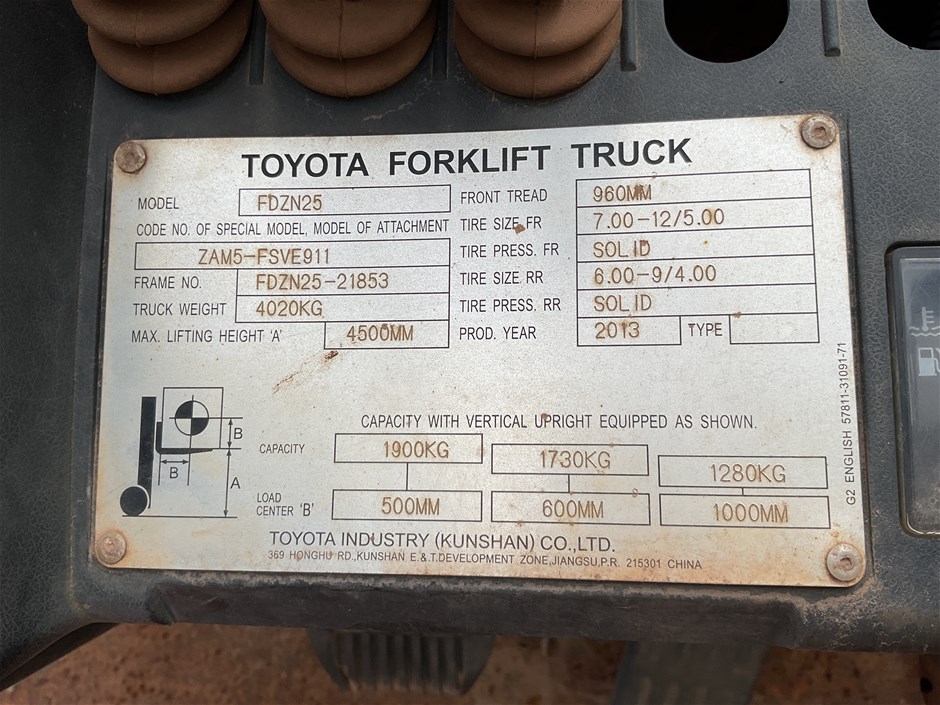 TOYOTA FORKLIFT TRUCK
MODEL FDZN25
CODE NO. OF SPECIAL MODEL, MODEL OF ATTACHMENT
ZAM5-FSVE911
FRAME NO. FDZN25-21853
TRUCK WEIGHT 4020KG
MAX. LIFTING HEIGHT 'A' 4500MM
FRONT TREAD 960MM
TIRE SIZE, FR 7.00-12/5.00
TIRE PRESS. FR SOLID
TIRE SIZE. RR 6.00-9/4.00
TIRE PRESS. RR SOLID
PROD. YEAR 2013 TYPE
B
B
A
CAPACITY WITH VERTICAL UPRIGHT EQUIPPED AS SHOWN.
CAPACITY 1900KG 1730KG 1280KG
LOAD
CENTER 'B' 500MM 600MM 1000MM
TOYOTA INDUSTRY (KUNSHAN) CO.,LTD.
369 HONGHU RD.,KUNSHAN E.&T.DEVELOPMENT ZONE,JIANGSU,P.R. 215301 CHINA
G2 ENGLISH 57811-31091-71